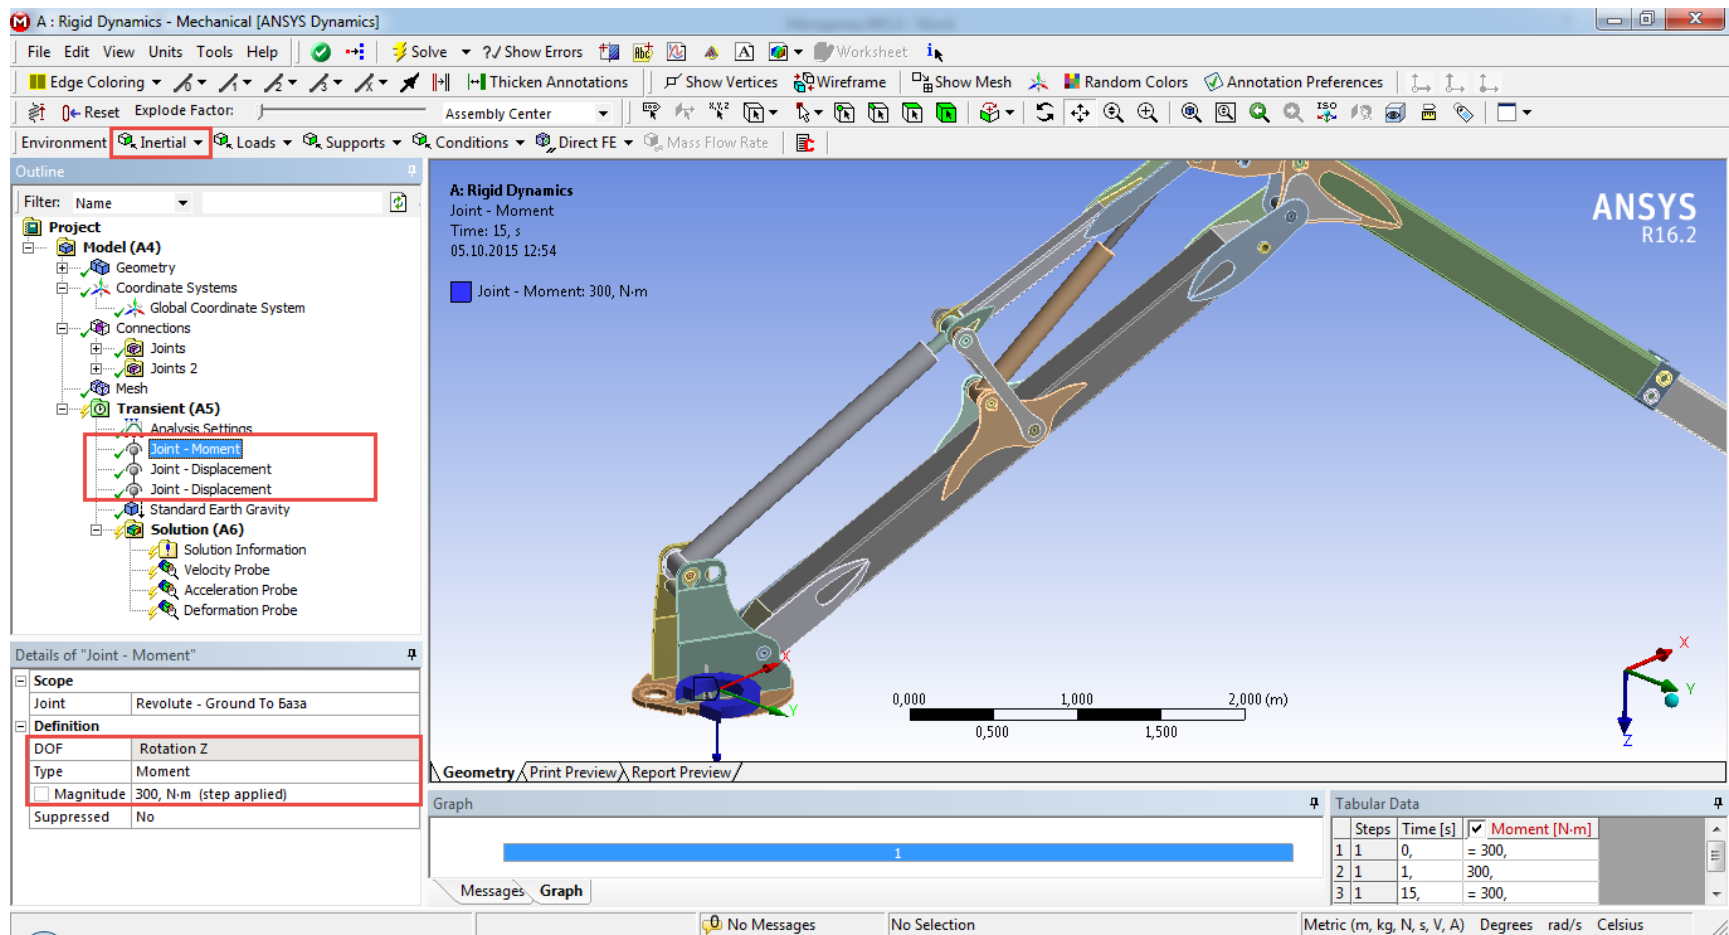 A : Rigid Dynamics - Mechanical [ANSYS Dynamics]
File Edit View Units Tools Help Solve ?/ Show Errors Worksheet
Edge Coloring Thicken Annotations Show Vertices Wireframe Show Mesh Random Colors Annotation Preferences
Reset Explode Factor: Assembly Center
Environment Inertial Loads Supports Conditions Direct FE Mass Flow Rate
Outline
Filter: Name
Project
Model (A4)
Geometry
Coordinate Systems
Global Coordinate System
Connections
Joints
Joints 2
Mesh
Transient (A5)
Analysis Settings
Joint - Moment
Joint - Displacement
Joint - Displacement
Standard Earth Gravity
Solution (A6)
Solution Information
Velocity Probe
Acceleration Probe
Deformation Probe
Details of "Joint - Moment"
Scope
Joint Revolute - Ground To База
Definition
DOF Rotation Z
Type Moment
Magnitude 300, N·m (step applied)
Suppressed No
A: Rigid Dynamics
Joint - Moment
Time: 15, s
05.10.2015 12:54
Joint - Moment: 300, N·m
ANSYS
R16.2
X
Y
0,000 1,000 2,000 (m)
0,500 1,500
X
Y
Z
Geometry Print Preview Report Preview
Graph
1
Messages Graph
Tabular Data
Steps Time [s] Moment [N·m]
1 1 0, = 300,
2 1 1, 300,
3 1 15, = 300,
0 No Messages No Selection Metric (m, kg, N, s, V, A) Degrees rad/s Celsius